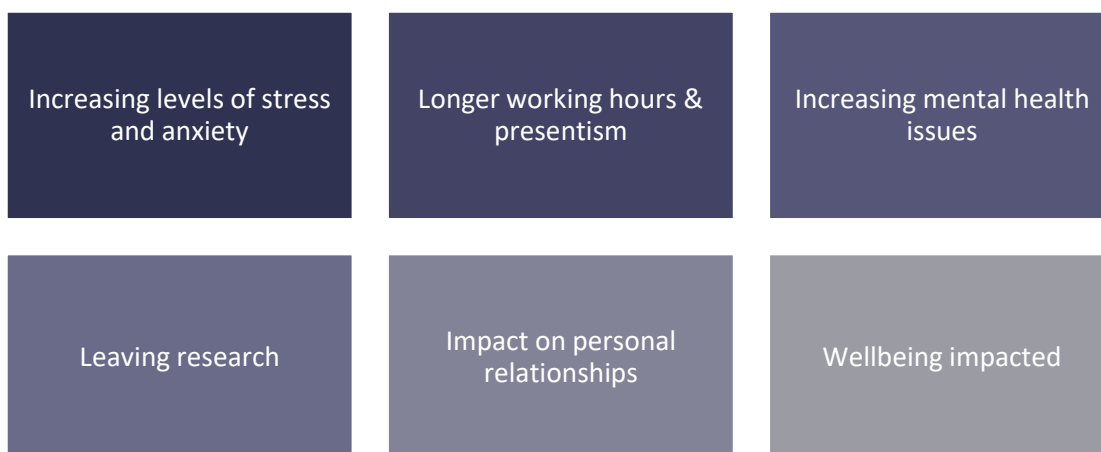 Increasing levels of stress
and anxiety
Longer working hours &
presentism
Increasing mental health
issues
Leaving research
Impact on personal
relationships
Wellbeing impacted